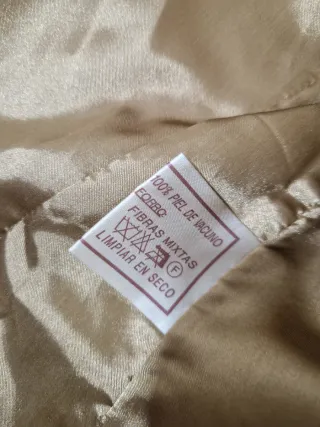 100% PIEL DE VACUNO
FORRO:
FIBRAS MIXTAS
F
LIMPIAR EN SECO